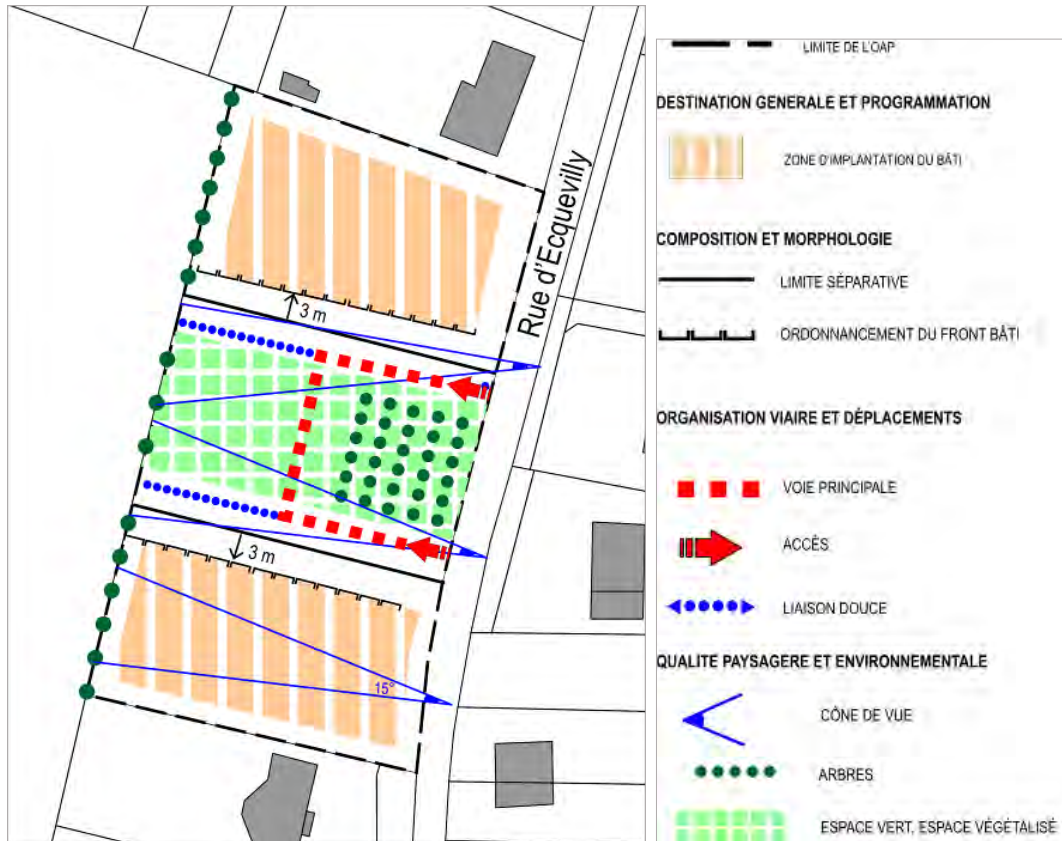 Rue d'Ecquevilly
3 m
3 m
15°
LIMITE DE L'OAP
DESTINATION GENERALE ET PROGRAMMATION
ZONE D'IMPLANTATION DU BÂTI
COMPOSITION ET MORPHOLOGIE
LIMITE SÉPARATIVE
ORDONNANCEMENT DU FRONT BÂTI
ORGANISATION VIAIRE ET DÉPLACEMENTS
VOIE PRINCIPALE
ACCÈS
LIAISON DOUCE
QUALITE PAYSAGERE ET ENVIRONNEMENTALE
CÔNE DE VUE
ARBRES
ESPACE VERT, ESPACE VÉGÉTALISÉ